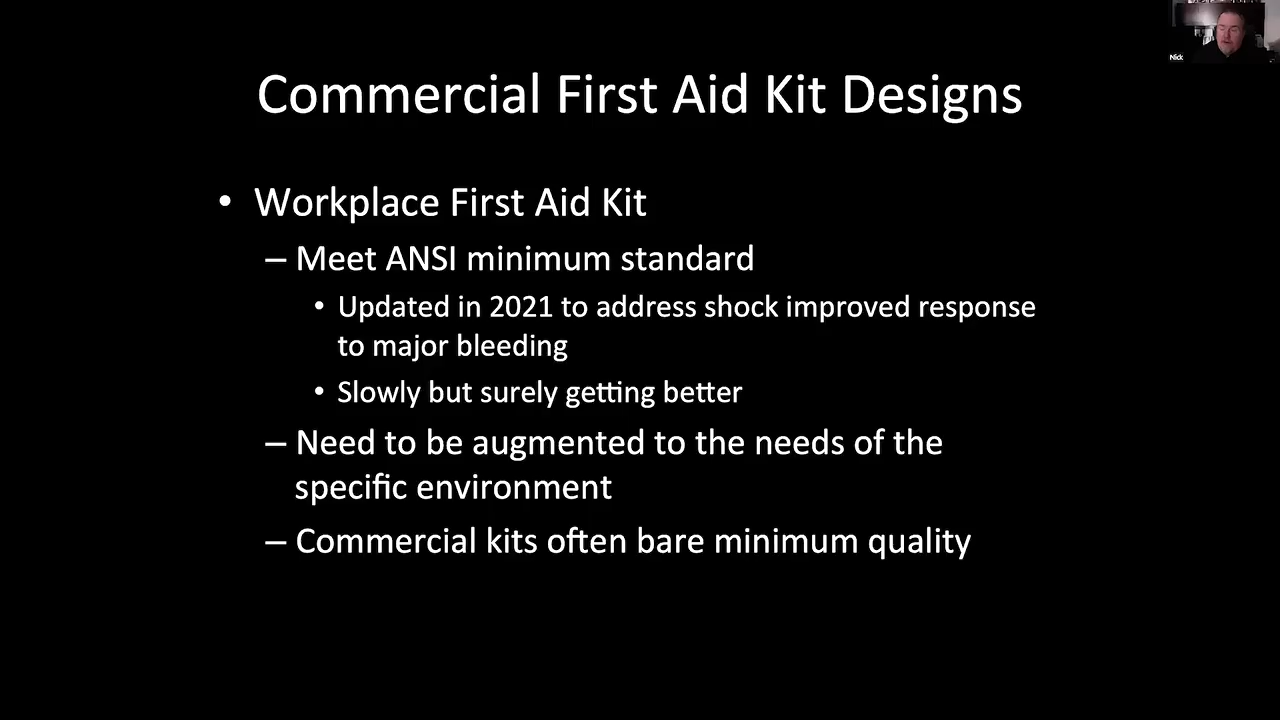 Nick
Commercial First Aid Kit Designs
• Workplace First Aid Kit
– Meet ANSI minimum standard
• Updated in 2021 to address shock improved response
to major bleeding
• Slowly but surely getting better
– Need to be augmented to the needs of the
specific environment
– Commercial kits often bare minimum quality